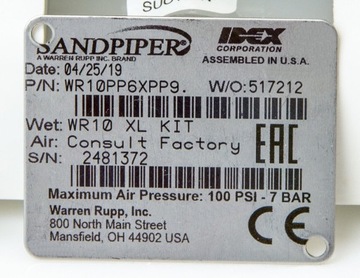 SANDPIPER
A WARREN RUPP INC. BRAND
IDEX
CORPORATION
Date: 04/25/19
ASSEMBLED IN U.S.A.
P/N: WR10PP6XPP9. W/O:517212
Wet: WR10 XL KIT
Air: Consult Factory
S/N: 2481372
EAC
Maximum Air Pressure: 100 PSI - 7 BAR
Warren Rupp, Inc.
800 North Main Street
Mansfield, OH 44902 USA
CE